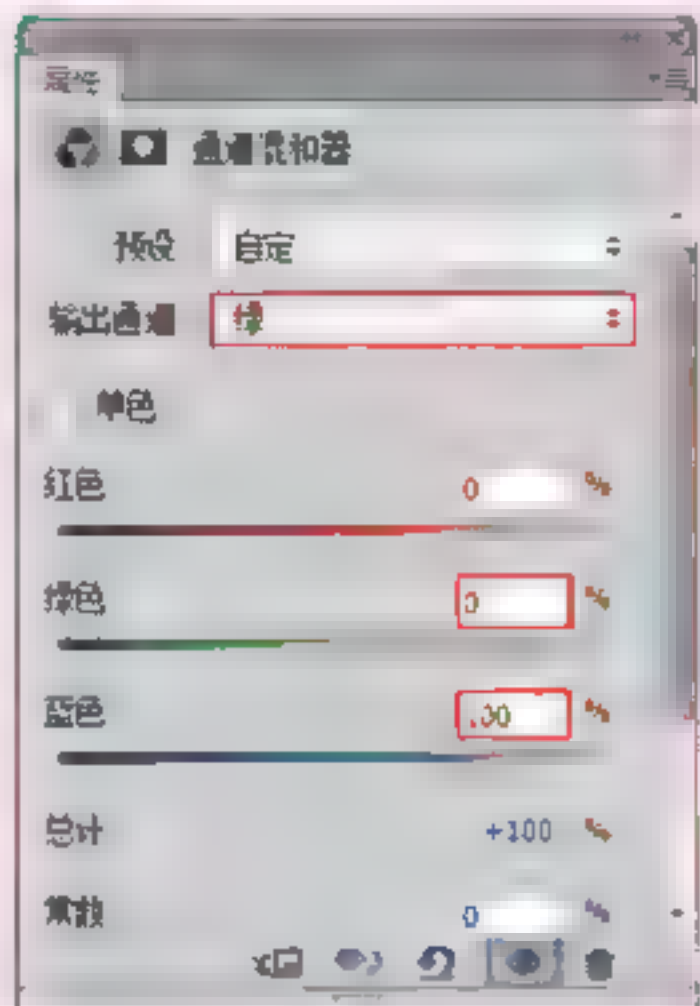 属性
通道混和器
预设 自定
输出通道 绿
单色
红色 0 %
绿色 0 %
蓝色 %
总计 +100 %
常数 0 %